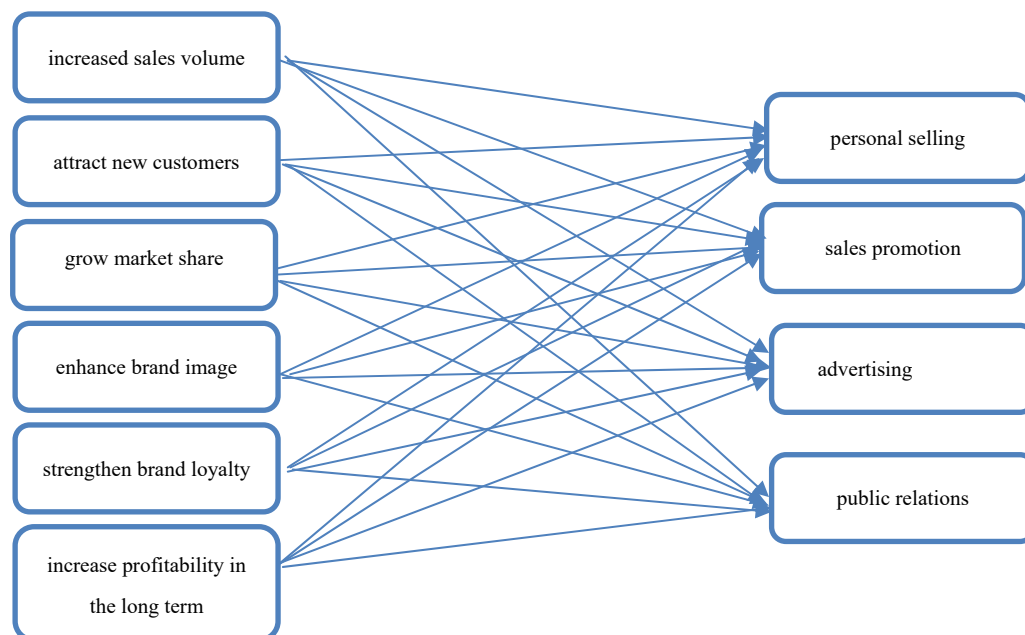 increased sales volume
attract new customers
grow market share
enhance brand image
strengthen brand loyalty
increase profitability in
the long term
personal selling
sales promotion
advertising
public relations